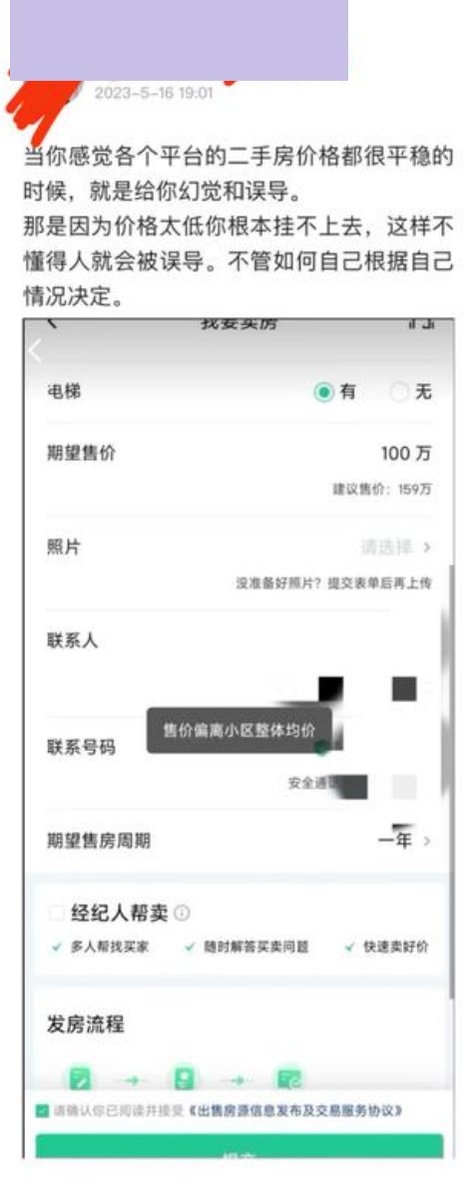 2023-5-16 19:01
当你感觉各个平台的二手房价格都很平稳的
时候，就是给你幻觉和误导。
那是因为价格太低你根本挂不上去，这样不
懂得人就会被误导。不管如何自己根据自己
情况决定。
我要卖房
电梯 有 无
期望售价 100 万
建议售价：159万
照片 请选择
没准备好照片？提交表单后再上传
联系人
售价偏离小区整体均价
联系号码
安全通
期望售房周期 一年
经纪人帮卖
多人帮找买家 随时解答买卖问题 快速卖好价
发房流程
请确认你已阅读并接受《出售房源信息发布及交易服务协议》